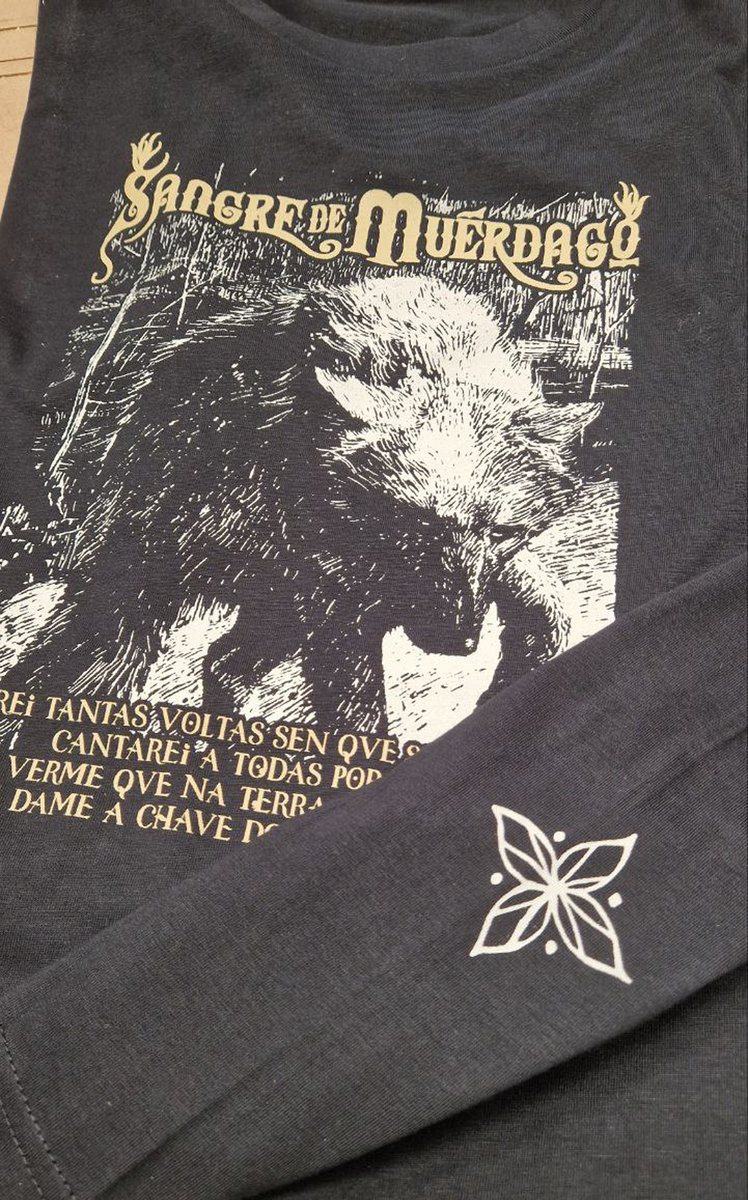 SANGRE DE MUÉRDAGO
REI TANTAS VOLTAS SEN QVE
CANTAREI A TODAS POR
VERME QVE NA TERRA
DAME A CHAVE DO